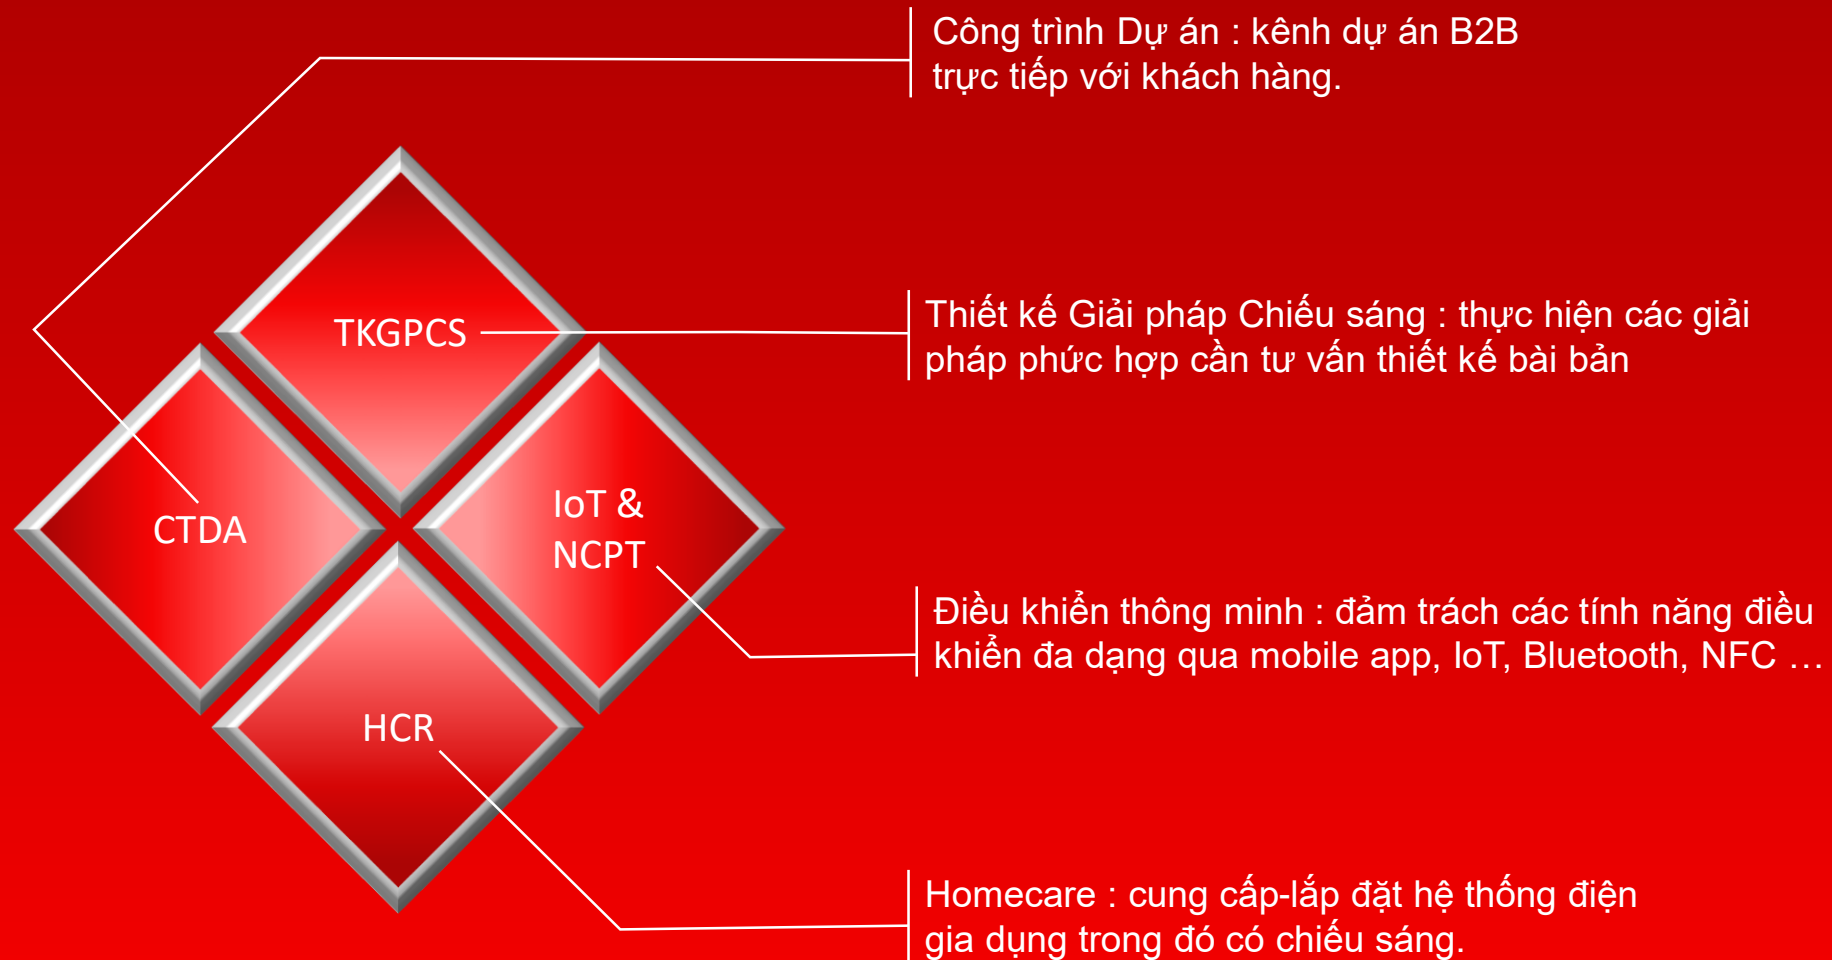 Công trình Dự án : kênh dự án B2B
trực tiếp với khách hàng.
TKGPCS
Thiết kế Giải pháp Chiếu sáng : thực hiện các giải
pháp phức hợp cần tư vấn thiết kế bài bản
CTDA
IoT &
NCPT
Điều khiển thông minh : đảm trách các tính năng điều
khiển đa dạng qua mobile app, IoT, Bluetooth, NFC …
HCR
Homecare : cung cấp-lắp đặt hệ thống điện
gia dụng trong đó có chiếu sáng.